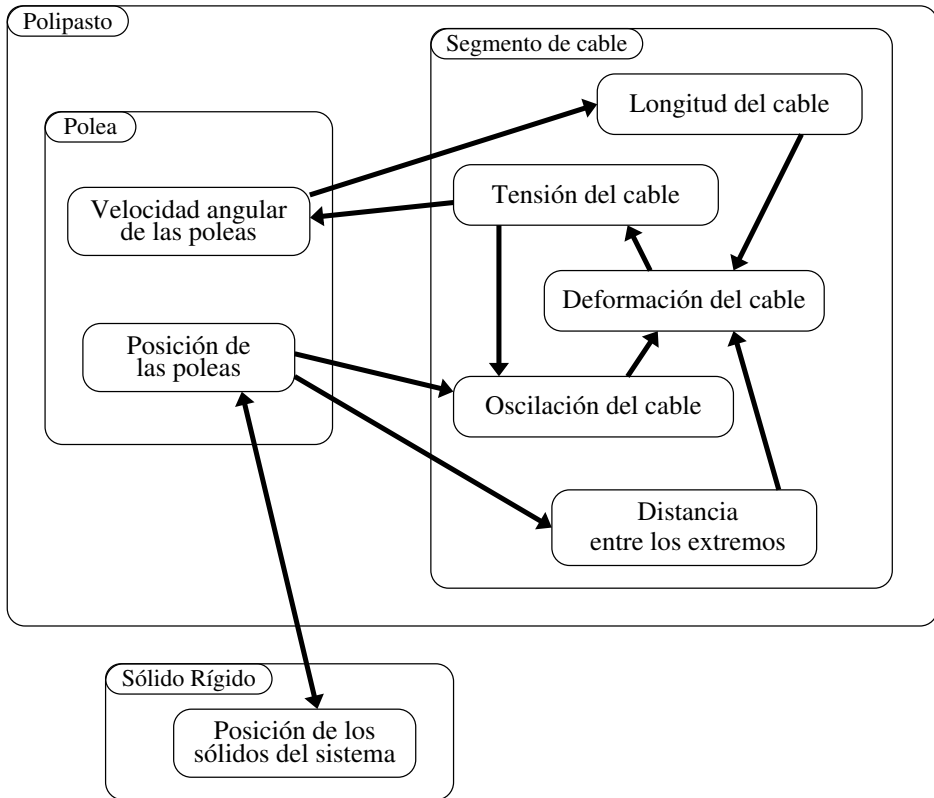 Polipasto
Segmento de cable
Longitud del cable
Polea
Tensión del cable
Velocidad angular
de las poleas
Deformación del cable
Posición de
las poleas
Oscilación del cable
Distancia
entre los extremos
Sólido Rígido
Posición de los
sólidos del sistema